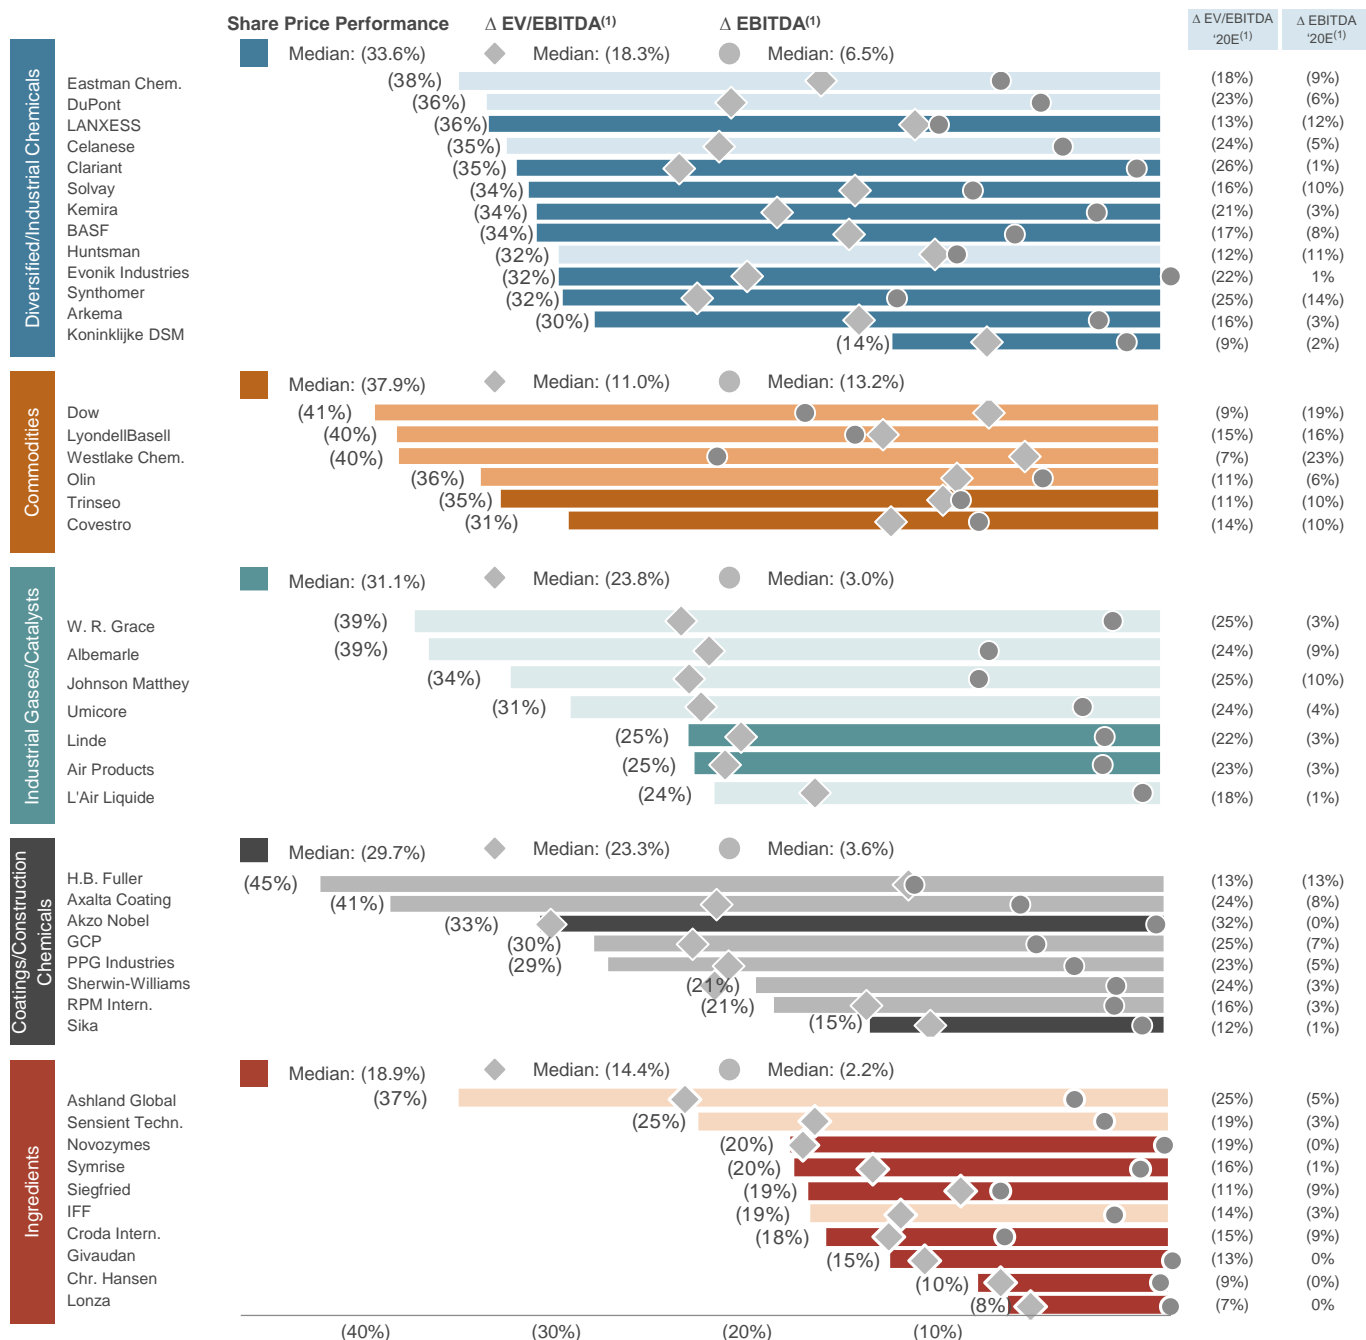 Share Price Performance Δ EV/EBITDA(1) Δ EBITDA(1) Δ EV/EBITDA '20E(1) Δ EBITDA '20E(1)
Diversified/Industrial Chemicals
Median: (33.6%) Median: (18.3%) Median: (6.5%)
Eastman Chem. (38%) (18%) (9%)
DuPont (36%) (23%) (6%)
LANXESS (36%) (13%) (12%)
Celanese (35%) (24%) (5%)
Clariant (35%) (26%) (1%)
Solvay (34%) (16%) (10%)
Kemira (34%) (21%) (3%)
BASF (34%) (17%) (8%)
Huntsman (32%) (12%) (11%)
Evonik Industries (32%) (22%) 1%
Synthomer (32%) (25%) (14%)
Arkema (30%) (16%) (3%)
Koninklijke DSM (14%) (9%) (2%)
Commodities
Median: (37.9%) Median: (11.0%) Median: (13.2%)
Dow (41%) (9%) (19%)
LyondellBasell (40%) (15%) (16%)
Westlake Chem. (40%) (7%) (23%)
Olin (36%) (11%) (6%)
Trinseo (35%) (11%) (10%)
Covestro (31%) (14%) (10%)
Industrial Gases/Catalysts
Median: (31.1%) Median: (23.8%) Median: (3.0%)
W. R. Grace (39%) (25%) (3%)
Albemarle (39%) (24%) (9%)
Johnson Matthey (34%) (25%) (10%)
Umicore (31%) (24%) (4%)
Linde (25%) (22%) (3%)
Air Products (25%) (23%) (3%)
L'Air Liquide (24%) (18%) (1%)
Coatings/Construction Chemicals
Median: (29.7%) Median: (23.3%) Median: (3.6%)
H.B. Fuller (45%) (13%) (13%)
Axalta Coating (41%) (24%) (8%)
Akzo Nobel (33%) (32%) (0%)
GCP (30%) (25%) (7%)
PPG Industries (29%) (23%) (5%)
Sherwin-Williams (21%) (24%) (3%)
RPM Intern. (21%) (16%) (3%)
Sika (15%) (12%) (1%)
Ingredients
Median: (18.9%) Median: (14.4%) Median: (2.2%)
Ashland Global (37%) (25%) (5%)
Sensient Techn. (25%) (19%) (3%)
Novozymes (20%) (19%) (0%)
Symrise (20%) (16%) (1%)
Siegfried (19%) (11%) (9%)
IFF (19%) (14%) (3%)
Croda Intern. (18%) (15%) (9%)
Givaudan (15%) (13%) 0%
Chr. Hansen (10%) (9%) (0%)
Lonza (8% (7%) 0%
(40%) (30%) (20%) (10%)